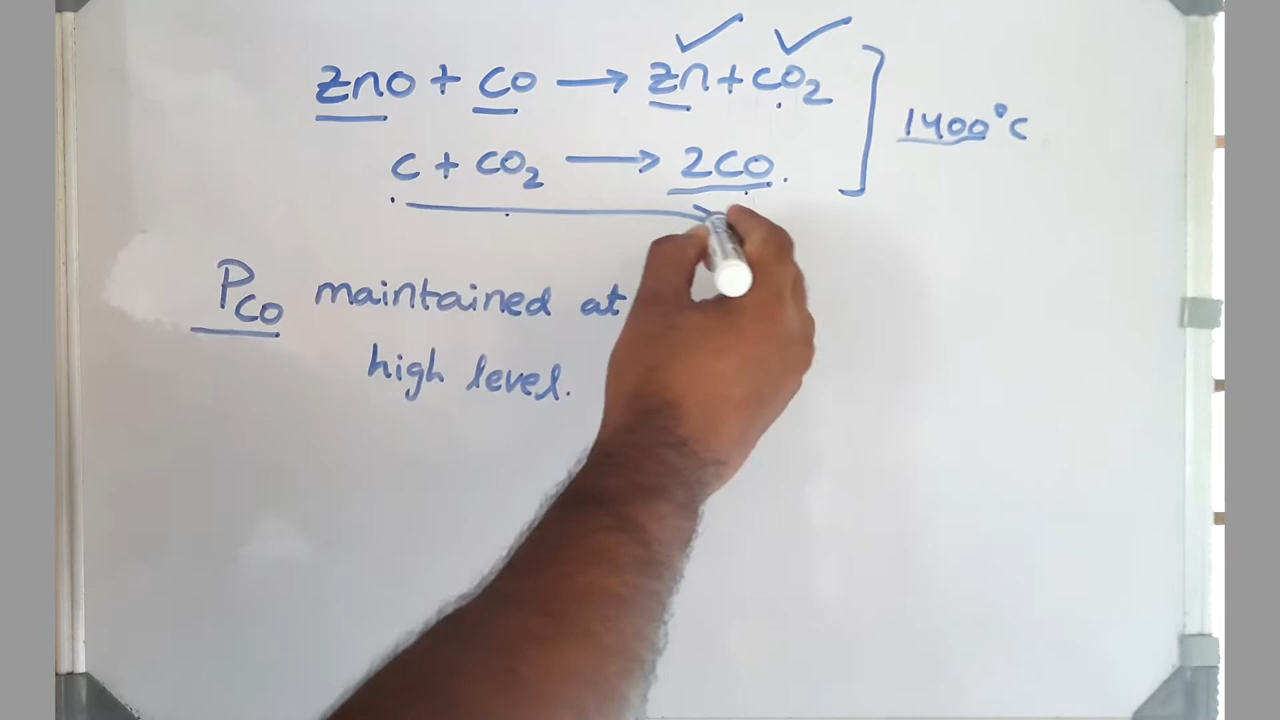 ZnO + CO → Zn + CO2
1400°C
C + CO2 → 2CO.
PCO maintained at
high level.